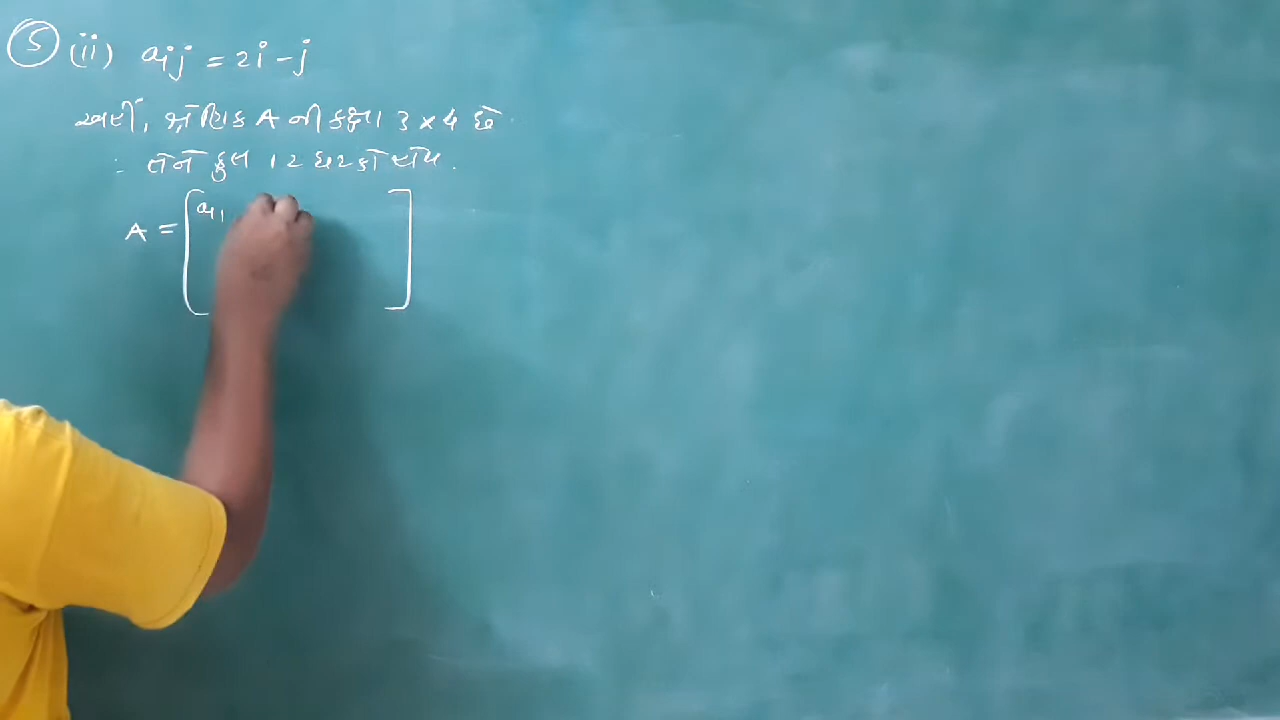 5 (ii) aij = 2i - j
અહીં, શ્રેણિક A ની કક્ષા 3 × 4 છે
∴ તેને કુલ 12 ઘટકો હોય.
A = [ a11 ]